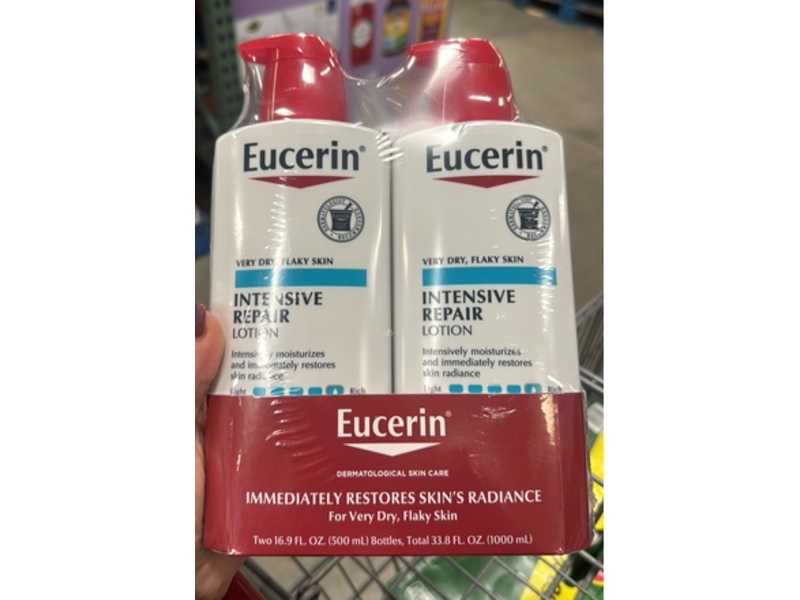 Eucerin®
VERY DRY, FLAKY SKIN
INTENSIVE
REPAIR
LOTION
Intensively moisturizes
and immediately restores
skin radiance
Light Rich
Eucerin®
VERY DRY, FLAKY SKIN
INTENSIVE
REPAIR
LOTION
Intensively moisturizes
and immediately restores
skin radiance
Light Rich
Eucerin®
DERMATOLOGICAL SKIN CARE
IMMEDIATELY RESTORES SKIN'S RADIANCE
For Very Dry, Flaky Skin
Two 16.9 FL. OZ. (500 mL) Bottles, Total 33.8 FL. OZ. (1000 mL)